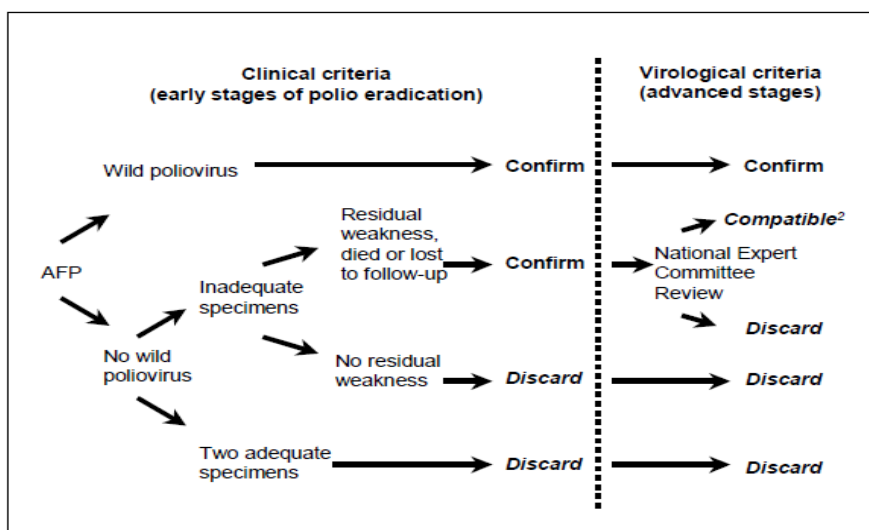 Clinical criteria
(early stages of polio eradication)
Virological criteria
(advanced stages)
Wild poliovirus
Confirm
Confirm
AFP
No wild
poliovirus
Inadequate
specimens
Residual
weakness,
died or lost
to follow-up
Confirm
Compatible²
National Expert
Committee
Review
Discard
No residual
weakness
Discard
Discard
Two adequate
specimens
Discard
Discard